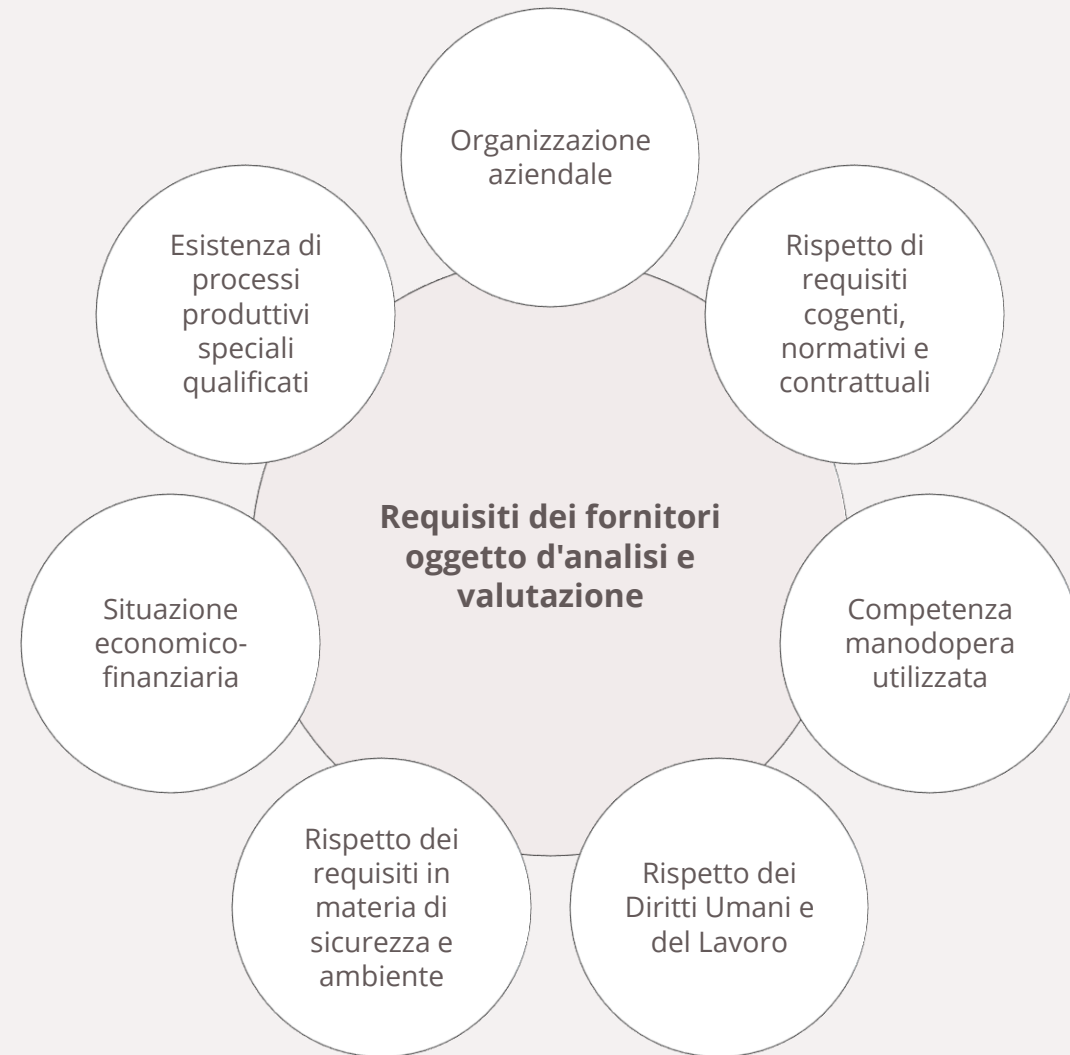 Organizzazione
aziendale
Esistenza di
processi
produttivi
speciali
qualificati
Rispetto di
requisiti
cogenti,
normativi e
contrattuali
Requisiti dei fornitori
oggetto d'analisi e
valutazione
Situazione
economico-
finanziaria
Competenza
manodopera
utilizzata
Rispetto dei
requisiti in
materia di
sicurezza e
ambiente
Rispetto dei
Diritti Umani e
del Lavoro